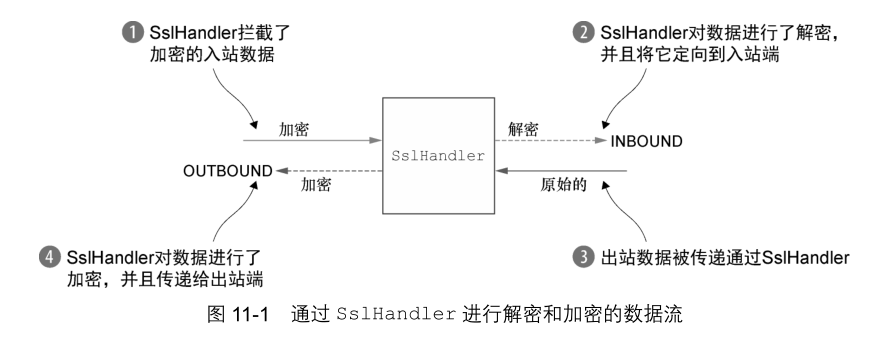 1 SslHandler拦截了
加密的入站数据
2 SslHandler对数据进行了解密，
并且将它定向到入站端
加密
解密
INBOUND
SslHandler
OUTBOUND
加密
原始的
4 SslHandler对数据进行了
加密，并且传递给出站端
3 出站数据被传递通过SslHandler
图 11-1 通过 SslHandler 进行解密和加密的数据流